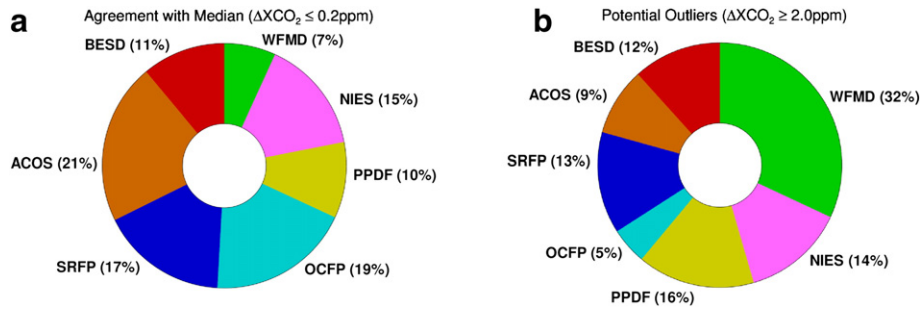 a
Agreement with Median (ΔXCO₂ ≤ 0.2ppm)
BESD (11%)
WFMD (7%)
NIES (15%)
ACOS (21%)
PPDF (10%)
SRFP (17%)
OCFP (19%)
b
Potential Outliers (ΔXCO₂ ≥ 2.0ppm)
BESD (12%)
ACOS (9%)
WFMD (32%)
SRFP (13%)
OCFP (5%)
NIES (14%)
PPDF (16%)